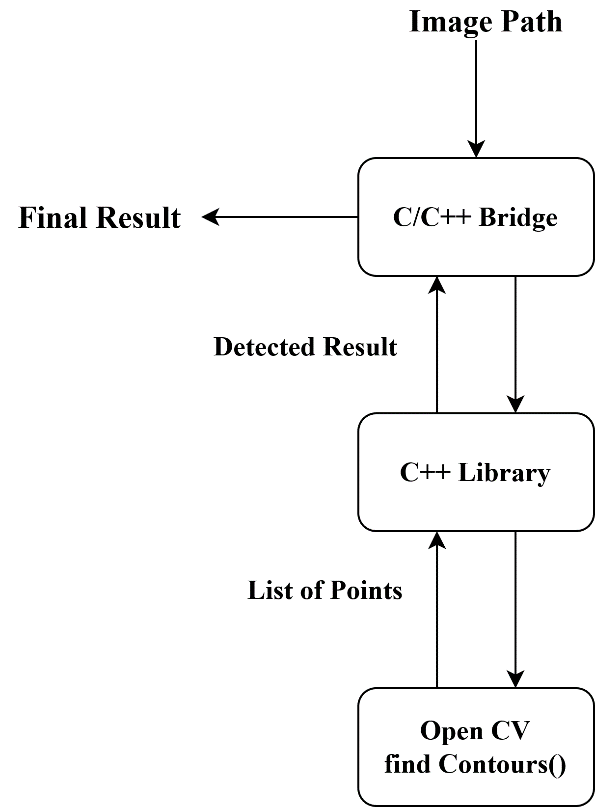 Image Path
C/C++ Bridge
Final Result
Detected Result
C++ Library
List of Points
Open CV
find Contours()